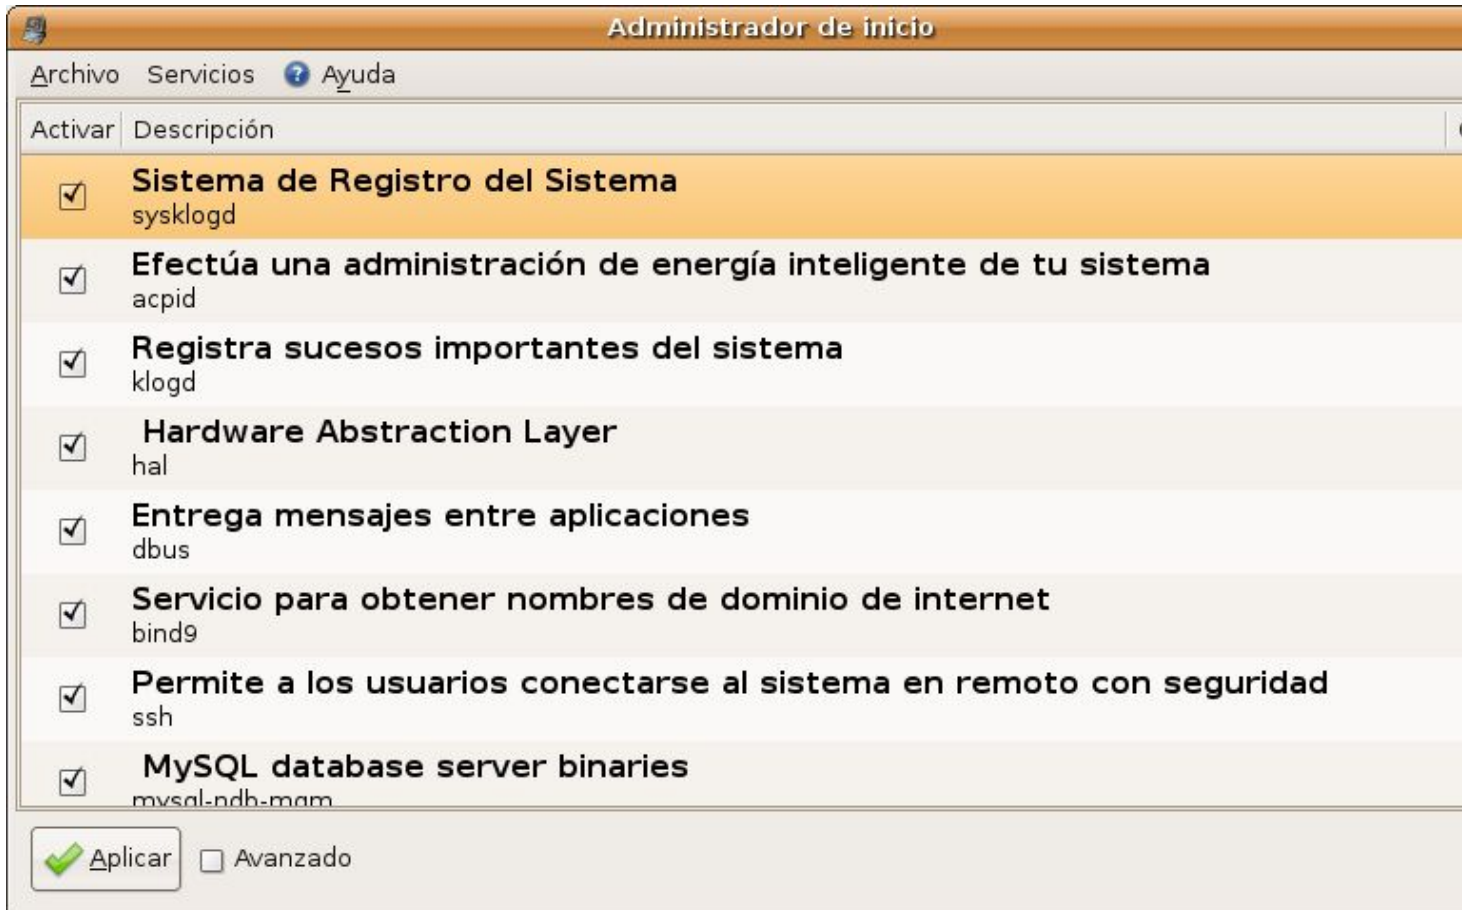 Administrador de inicio
Archivo Servicios Ayuda
Activar Descripción
Sistema de Registro del Sistema
sysklogd
Efectúa una administración de energía inteligente de tu sistema
acpid
Registra sucesos importantes del sistema
klogd
Hardware Abstraction Layer
hal
Entrega mensajes entre aplicaciones
dbus
Servicio para obtener nombres de dominio de internet
bind9
Permite a los usuarios conectarse al sistema en remoto con seguridad
ssh
MySQL database server binaries
mysql-ndb-mgm
Aplicar Avanzado